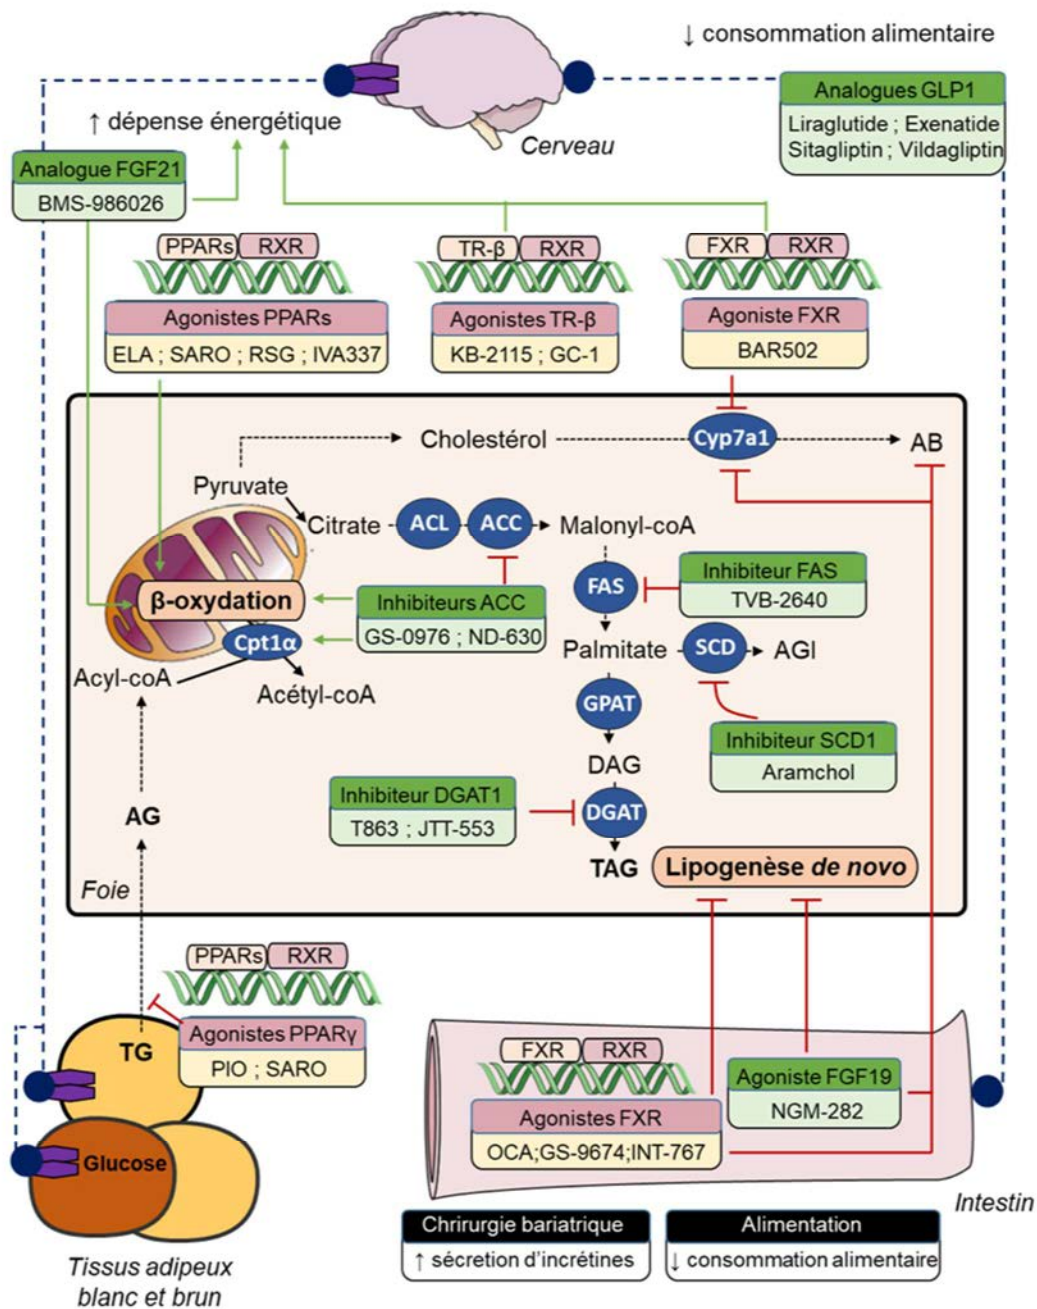 ↓ consommation alimentaire
Analogues GLP1
Liraglutide ; Exenatide
Sitagliptin ; Vildagliptin
Cerveau
↑ dépense énergétique
Analogue FGF21
BMS-986026
PPARs RXR
Agonistes PPARs
ELA ; SARO ; RSG ; IVA337
TR-β RXR
Agonistes TR-β
KB-2115 ; GC-1
FXR RXR
Agoniste FXR
BAR502
Cholestérol
Cyp7a1
AB
Pyruvate
Citrate
ACL
ACC
Malonyl-coA
β-oxydation
Cpt1α
Inhibiteurs ACC
GS-0976 ; ND-630
FAS
Inhibiteur FAS
TVB-2640
Palmitate
SCD
AGI
Acyl-coA
Acétyl-coA
GPAT
Inhibiteur SCD1
Aramchol
DAG
Inhibiteur DGAT1
T863 ; JTT-553
DGAT
AG
TAG
Lipogenèse de novo
Foie
PPARs RXR
Agonistes PPARγ
PIO ; SARO
TG
Glucose
Tissus adipeux
blanc et brun
FXR RXR
Agonistes FXR
OCA;GS-9674;INT-767
Agoniste FGF19
NGM-282
Intestin
Chrirurgie bariatrique
↑ sécretion d'incrétines
Alimentation
↓ consommation alimentaire